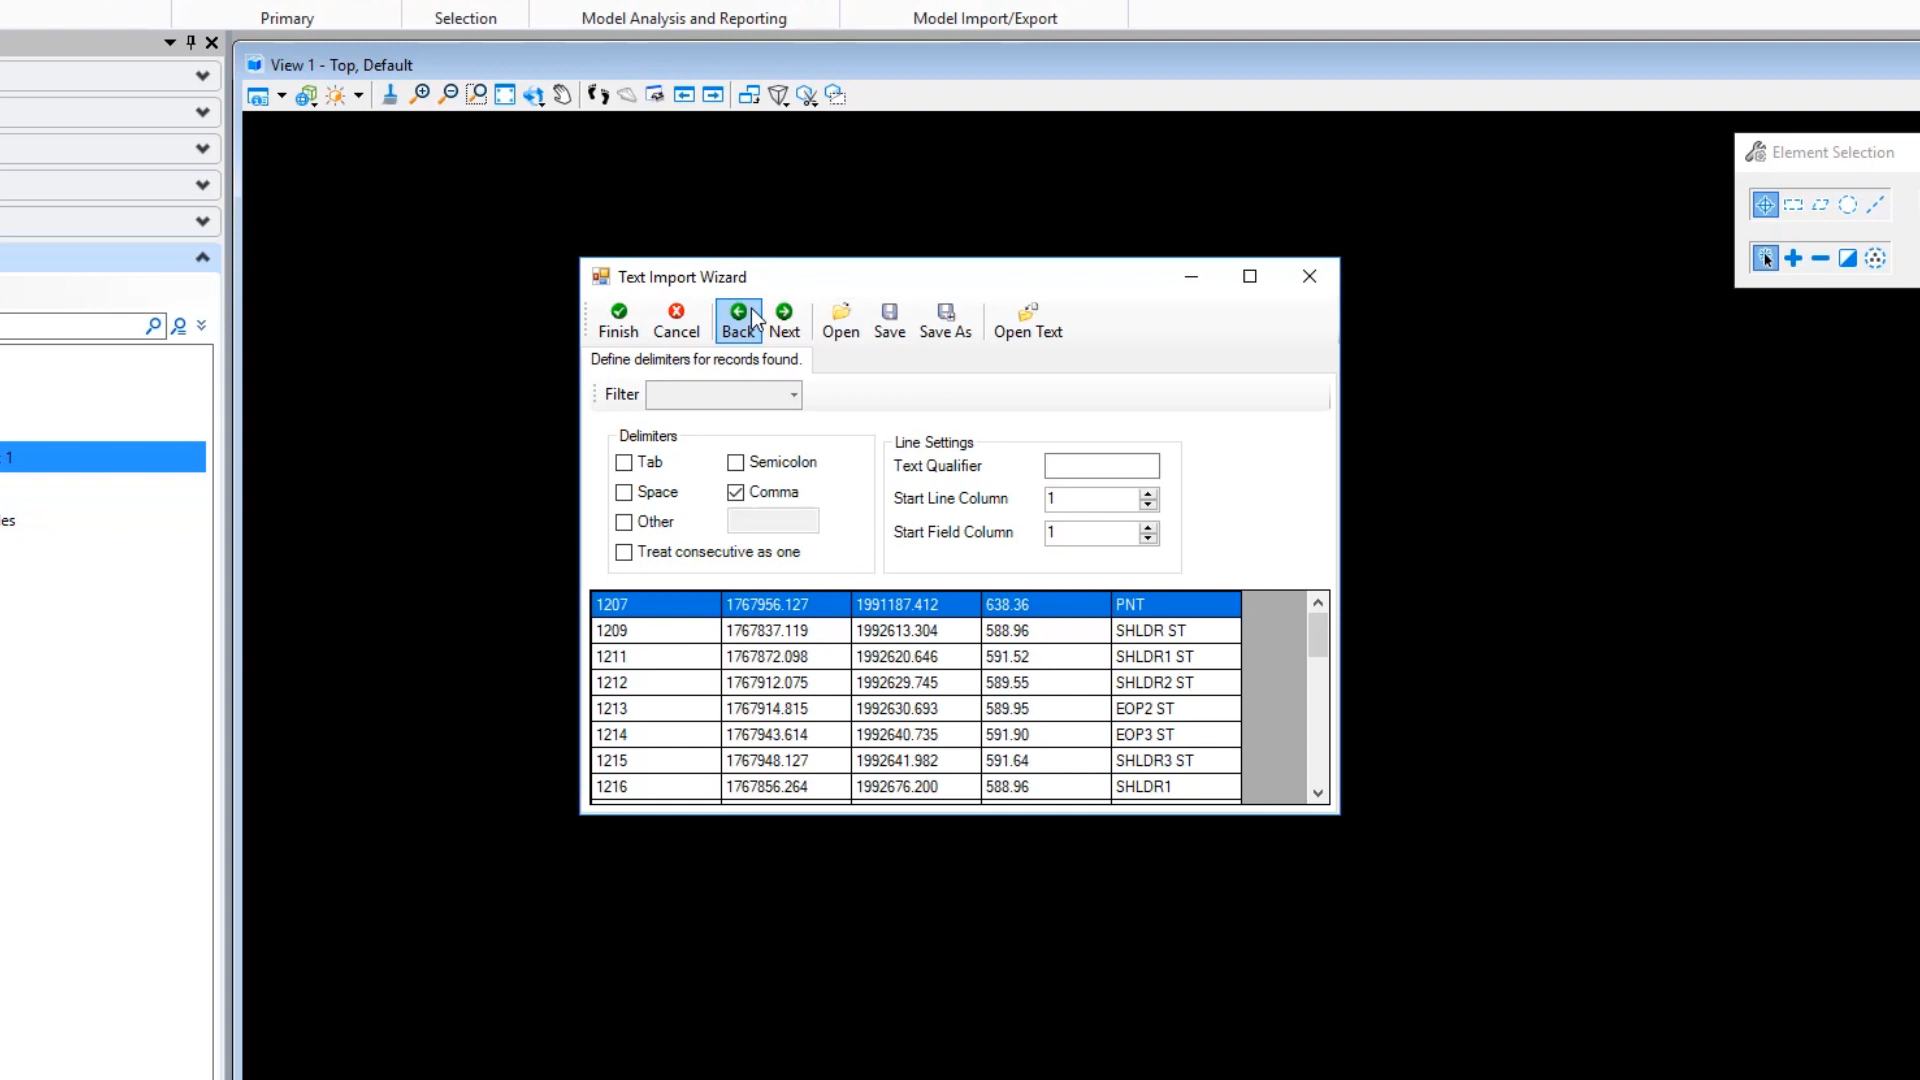 Primary
Selection
Model Analysis and Reporting
Model Import/Export
View 1 - Top, Default
Element Selection
Text Import Wizard
Finish
Cancel
Back
Next
Open
Save
Save As
Open Text
Define delimiters for records found.
Filter
Delimiters
Tab
Semicolon
Space
Comma
Other
Treat consecutive as one
Line Settings
Text Qualifier
Start Line Column 1
Start Field Column 1
1
es
1207 1767956.127 1991187.412 638.36 PNT
1209 1767837.119 1992613.304 588.96 SHLDR ST
1211 1767872.098 1992620.646 591.52 SHLDR1 ST
1212 1767912.075 1992629.745 589.55 SHLDR2 ST
1213 1767914.815 1992630.693 589.95 EOP2 ST
1214 1767943.614 1992640.735 591.90 EOP3 ST
1215 1767948.127 1992641.982 591.64 SHLDR3 ST
1216 1767856.264 1992676.200 588.96 SHLDR1